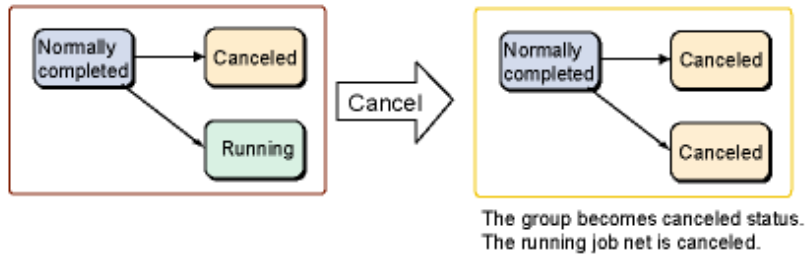 Normally
completed
Canceled
Running
Cancel
Normally
completed
Canceled
Canceled
The group becomes canceled status.
The running job net is canceled.